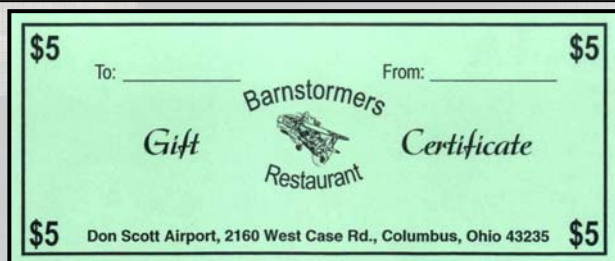 $5 $5
To: ____________ From: ____________
Barnstormers
Gift Certificate
Restaurant
$5 Don Scott Airport, 2160 West Case Rd., Columbus, Ohio 43235 $5